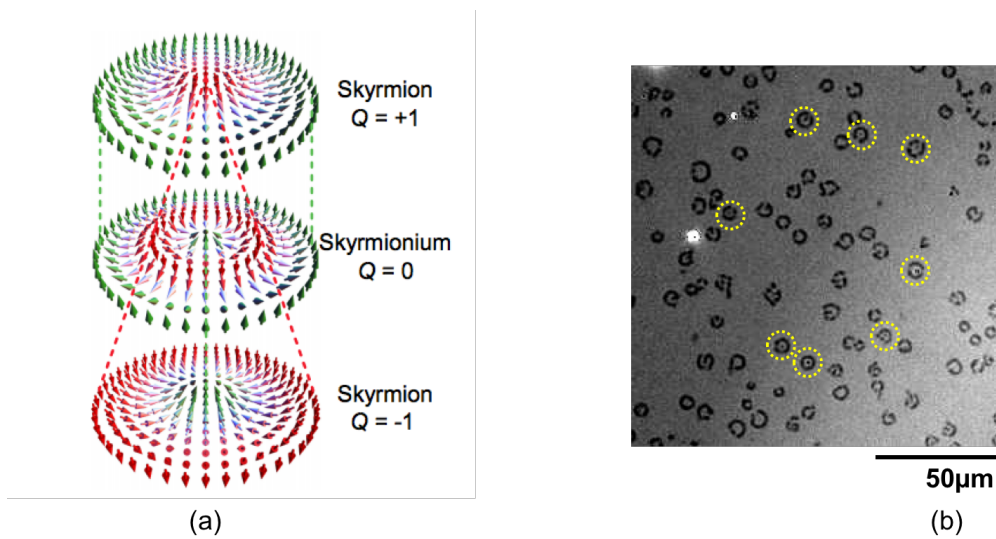 Skyrmion
Q = +1
Skyrmionium
Q = 0
Skyrmion
Q = -1
(a)
50μm
(b)